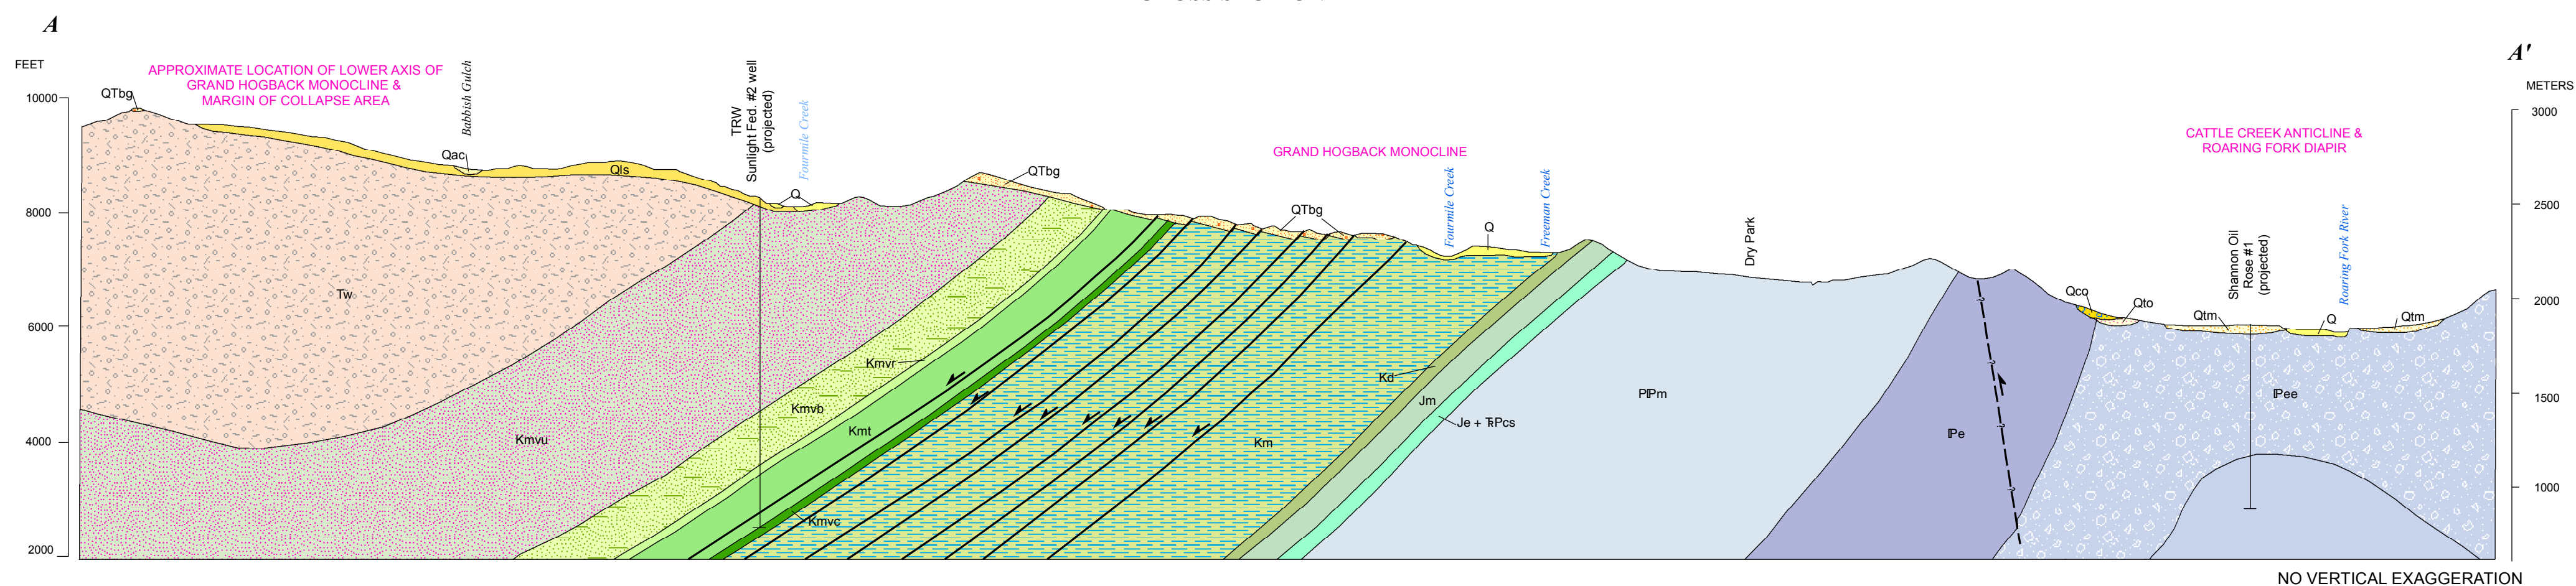 A
A'
FEET
METERS
10000
8000
6000
4000
2000
3000
2500
2000
1500
1000
APPROXIMATE LOCATION OF LOWER AXIS OF
GRAND HOGBACK MONOCLINE &
MARGIN OF COLLAPSE AREA
QTbg
Babbish Gulch
Qac
Qls
TRW
Sunlight Fed. #2 well
(projected)
Fourmile Creek
Q
QTbg
GRAND HOGBACK MONOCLINE
QTbg
Fourmile Creek
Q
Freeman Creek
Dry Park
CATTLE CREEK ANTICLINE &
ROARING FORK DIAPIR
Shannon Oil
Rose #1
(projected)
Roaring Fork River
Qco
Qto
Qtm
Q
Qtm
Tw
Kmvu
Kmvr
Kmvb
Kmt
Kmvc
Km
Kd
Jm
Je + TRPcs
PIPm
IPe
IPee
?
?
?
?
NO VERTICAL EXAGGERATION